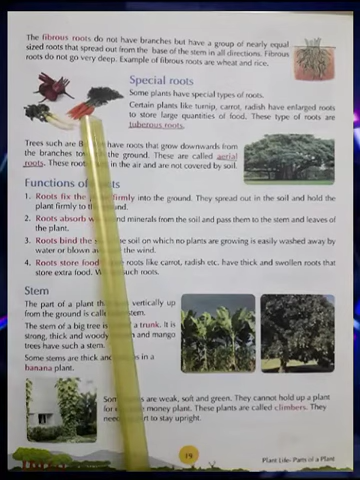 The fibrous roots do not have branches but have a group of nearly equal
sized roots that spread out from the base of the stem in all directions. Fibrous
roots do not go very deep. Example of fibrous roots are wheat and rice.
Special roots
Some plants have special types of roots.
Certain plants like turnip, carrot, radish have enlarged roots
to store large quantities of food. These type of roots are
tuberous roots.
Trees such are B have roots that grow downwards from
the branches to the ground. These are called aerial
roots. These roots in the air and are not covered by soil.
Functions of ts
1. Roots fix the firmly into the ground. They spread out in the soil and hold the
plant firmly to the und.
2. Roots absorb w nd minerals from the soil and pass them to the stem and leaves of
the plant.
3. Roots bind the soil on which no plants are growing is easily washed away by
water or blown the wind.
4. Roots store food roots like carrot, radish etc. have thick and swollen roots that
store extra food. W such roots.
Stem
The part of a plant th vertically up
from the ground is call stem.
The stem of a big tree is a trunk. It is
strong, thick and woody and mango
trees have such a stem.
Some stems are thick and s in a
banana plant.
So are weak, soft and green. They cannot hold up a plant
for e money plant. These plants are called climbers. They
need rt to stay upright.
19
Plant Life: Parts of a Plant